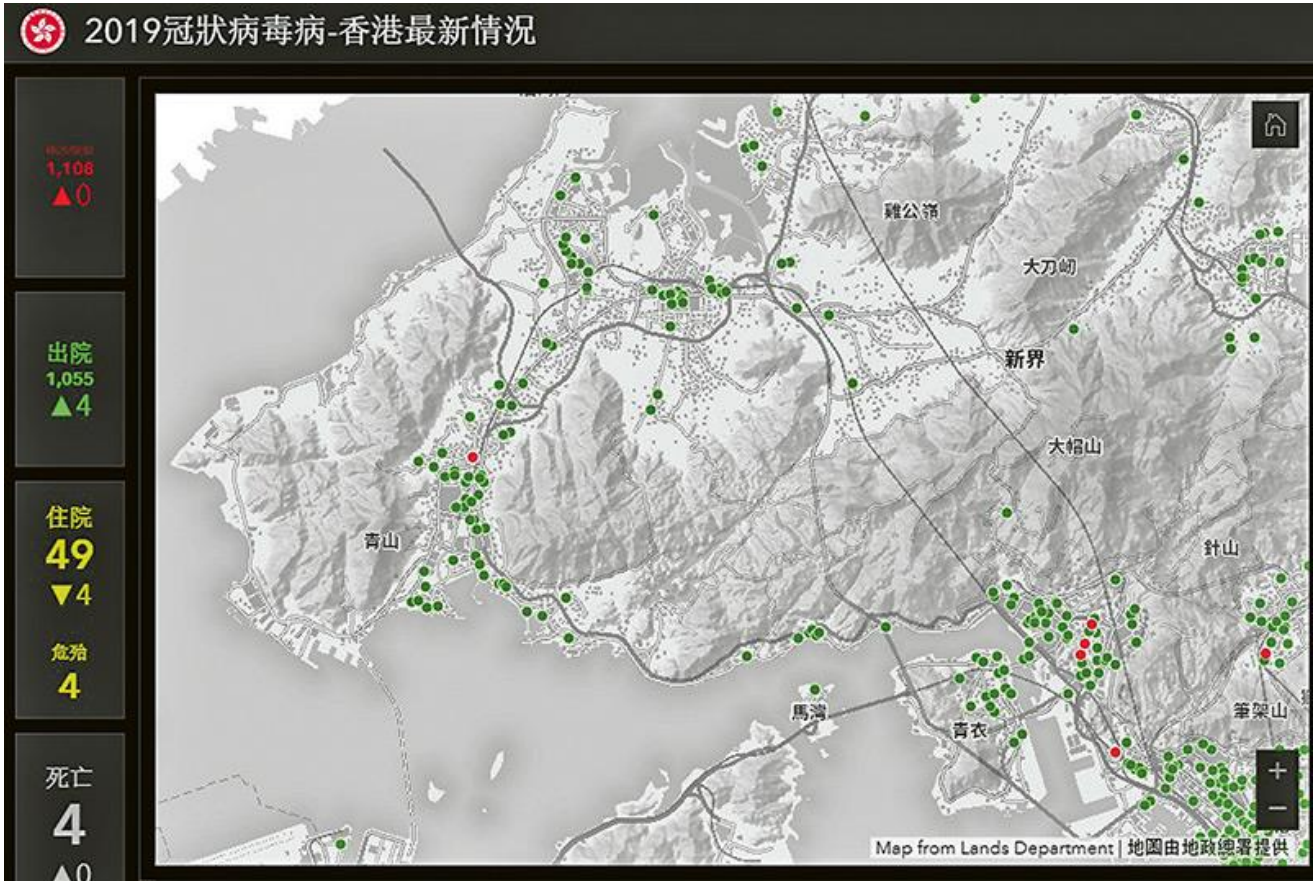 2019冠狀病毒病-香港最新情況
1,108
▲0
出院
1,055
▲4
住院
49
▼4
危殆
4
死亡
4
▲0
雞公嶺
大刀屻
新界
大帽山
針山
青山
馬灣
青衣
筆架山
+
−
Map from Lands Department | 地圖由地政總署提供